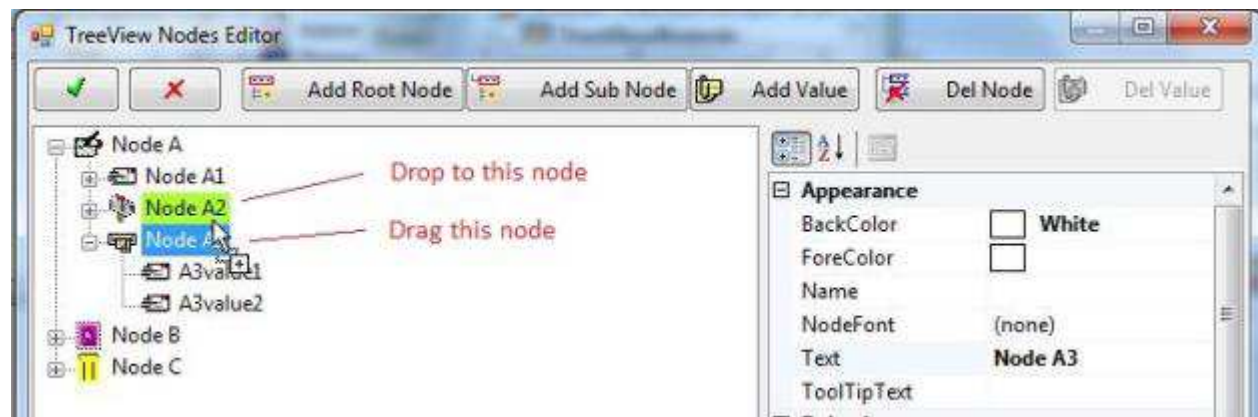 TreeView Nodes Editor
Add Root Node Add Sub Node Add Value Del Node Del Value
Node A
Node A1
Node A2
Node A
A3value1
A3value2
Node B
Node C
Drop to this node
Drag this node
Appearance
BackColor White
ForeColor
Name
NodeFont (none)
Text Node A3
ToolTipText